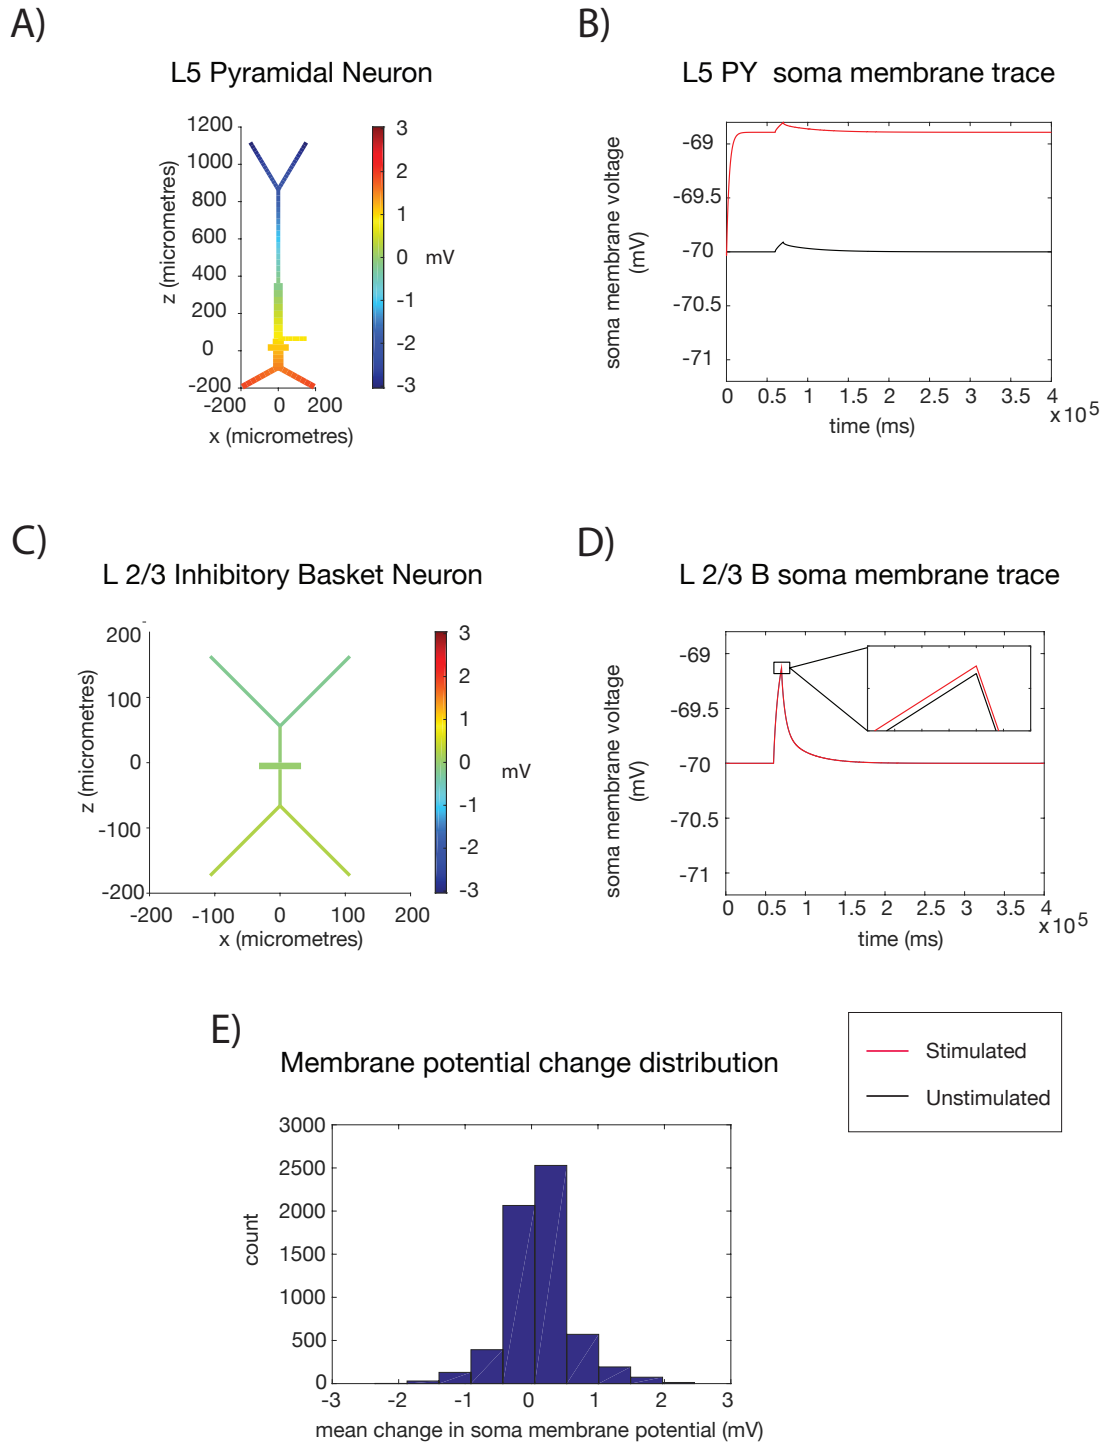 A)
L5 Pyramidal Neuron
1200
1000
800
600
400
200
0
-200
z (micrometres)
-200
0
200
x (micrometres)
3
2
1
0
-1
-2
-3
mV
B)
L5 PY soma membrane trace
-69
-69.5
-70
-70.5
-71
soma membrane voltage
(mV)
0 0.5 1 1.5 2 2.5 3 3.5 4
x10^5
time (ms)
C)
L 2/3 Inhibitory Basket Neuron
200
100
0
-100
-200
z (micrometres)
-200 -100 0 100 200
x (micrometres)
3
2
1
0
-1
-2
-3
mV
D)
L 2/3 B soma membrane trace
-69
-69.5
-70
-70.5
-71
soma membrane voltage
(mV)
0 0.5 1 1.5 2 2.5 3 3.5 4
x10^5
time (ms)
E)
Membrane potential change distribution
3000
2500
2000
1500
1000
500
0
count
-3 -2 -1 0 1 2 3
mean change in soma membrane potential (mV)
Stimulated
Unstimulated